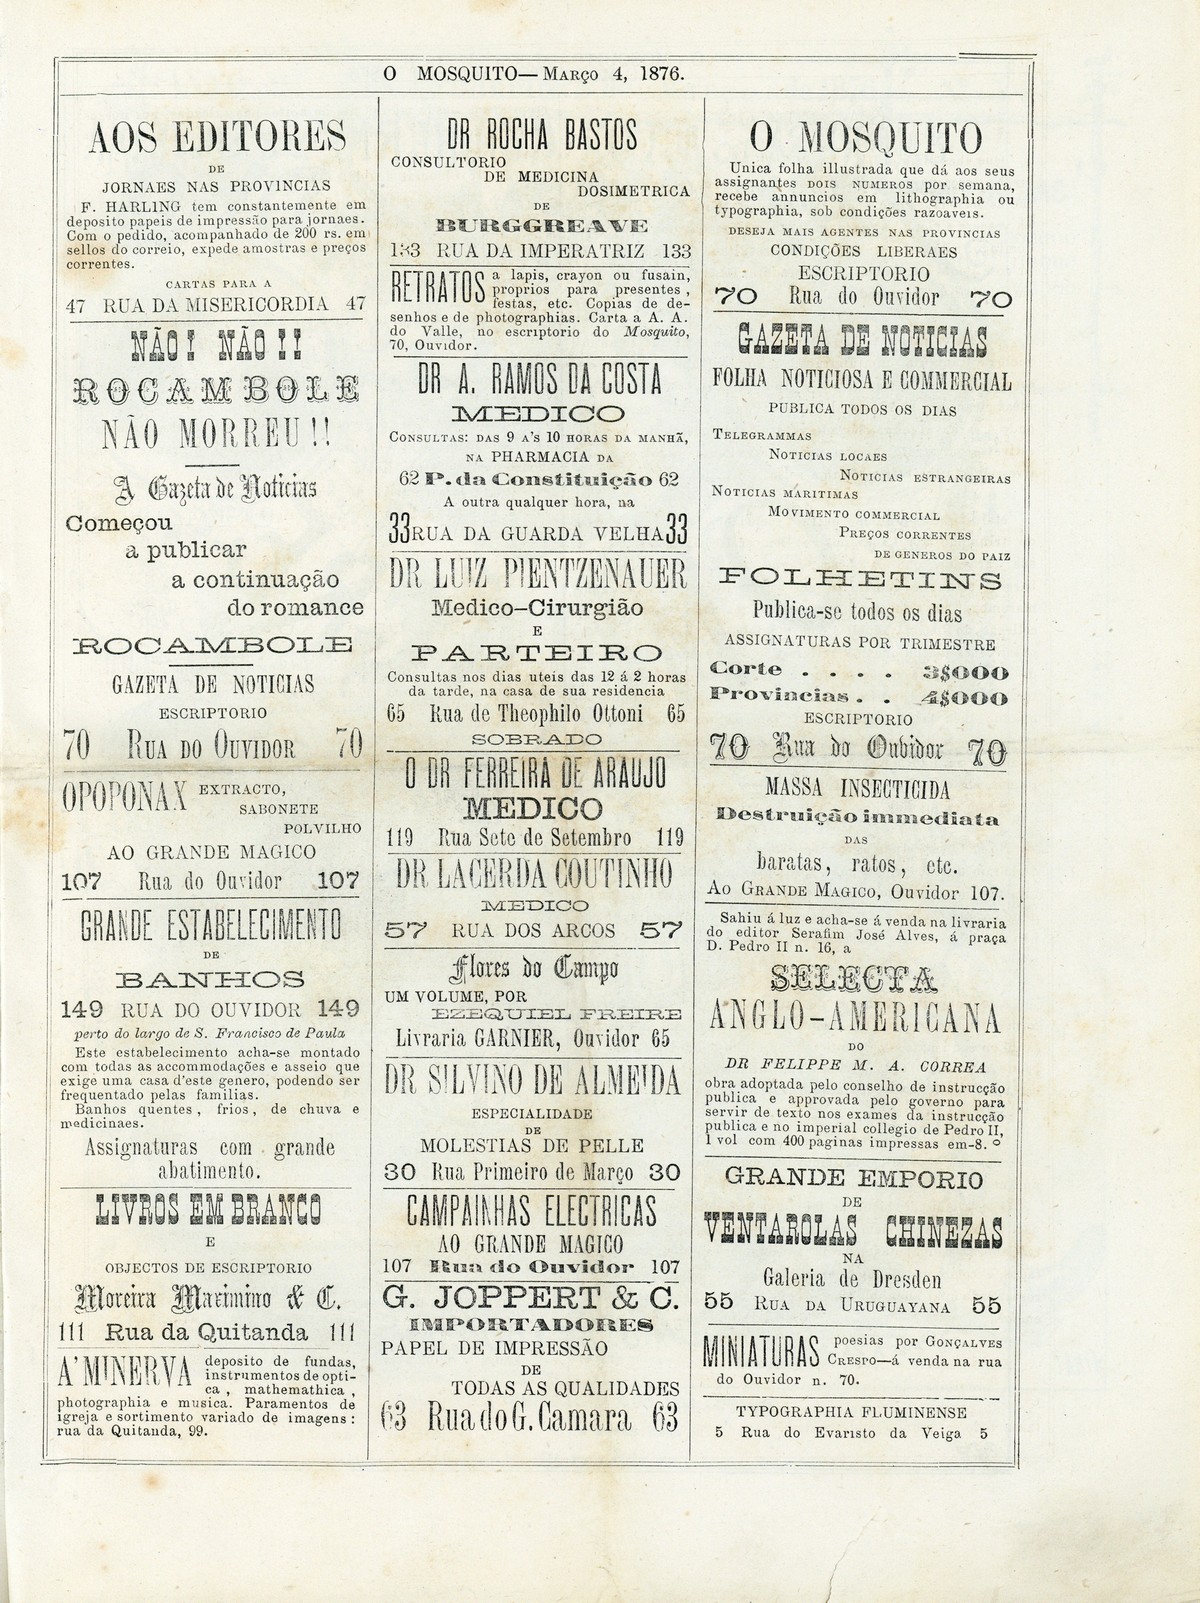 O MOSQUITO—Março 4, 1876.
AOS EDITORES
DE
JORNAES NAS PROVINCIAS
F. HARLING tem constantemente em
deposito papeis de impressão para jornaes.
Com o pedido, acompanhado de 200 rs. em
sellos do correio, expede amostras e preços
correntes.
CARTAS PARA A
47 RUA DA MISERICORDIA 47
NÃO! NÃO!!
ROCAMBOLE
NÃO MORREU!!
A Gazeta de Noticias
Começou
a publicar
a continuação
do romance
ROCAMBOLE
GAZETA DE NOTICIAS
ESCRIPTORIO
70 RUA DO OUVIDOR 70
OPOPONAX EXTRACTO,
SABONETE
POLVILHO
AO GRANDE MAGICO
107 Rua do Ouvidor 107
GRANDE ESTABELECIMENTO
DE
BANHOS
149 RUA DO OUVIDOR 149
perto do largo de S. Francisco de Paula
Este estabelecimento acha-se montado
com todas as accommodações e asseio que
exige uma casa d'este genero, podendo ser
frequentado pelas familias.
Banhos quentes, frios, de chuva e
medicinaes.
Assignaturas com grande
abatimento.
LIVROS EM BRANCO
E
OBJECTOS DE ESCRIPTORIO
Moreira Maximino & C.
111 Rua da Quitanda 111
A' MINERVA deposito de fundas,
instrumentos de opti-
ca, mathemathica,
photographia e musica. Paramentos de
igreja e sortimento variado de imagens:
rua da Quitanda, 99.
DR ROCHA BASTOS
CONSULTORIO
DE MEDICINA
DOSIMETRICA
DE
BURGGREAVE
133 RUA DA IMPERATRIZ 133
RETRATOS a lapis, crayon ou fusain,
proprios para presentes,
festas, etc. Copias de de-
senhos e de photographias. Carta a A. A.
do Valle, no escriptorio do Mosquito,
70, Ouvidor.
DR A. RAMOS DA COSTA
MEDICO
CONSULTAS: DAS 9 A'S 10 HORAS DA MANHÃ,
NA PHARMACIA DA
62 P. da Constituição 62
A outra qualquer hora, na
33 RUA DA GUARDA VELHA 33
DR LUIZ PIENTZENAUER
Medico-Cirurgião
E
PARTEIRO
Consultas nos dias uteis das 12 á 2 horas
da tarde, na casa de sua residencia
65 Rua de Theophilo Ottoni 65
SOBRADO
O DR FERREIRA DE ARAUJO
MEDICO
119 Rua Sete de Setembro 119
DR LACERDA COUTINHO
MEDICO
57 RUA DOS ARCOS 57
Flores do Campo
UM VOLUME, POR
EZEQUIEL FREIRE
Livraria GARNIER, Ouvidor 65
DR SILVINO DE ALMEIDA
ESPECIALIDADE
DE
MOLESTIAS DE PELLE
30 Rua Primeiro de Março 30
CAMPAINHAS ELECTRICAS
AO GRANDE MAGICO
107 Rua do Ouvidor 107
G. JOPPERT & C.
IMPORTADORES
PAPEL DE IMPRESSÃO
DE
TODAS AS QUALIDADES
63 Rua do G. Camara 63
O MOSQUITO
Unica folha illustrada que dá aos seus
assignantes DOIS NUMEROS por semana,
recebe annuncios em lithographia ou
typographia, sob condições razoaveis.
DESEJA MAIS AGENTES NAS PROVINCIAS
CONDIÇÕES LIBERAES
ESCRIPTORIO
70 Rua do Ouvidor 70
GAZETA DE NOTICIAS
FOLHA NOTICIOSA E COMMERCIAL
PUBLICA TODOS OS DIAS
TELEGRAMMAS
NOTICIAS LOCAES
NOTICIAS ESTRANGEIRAS
NOTICIAS MARITIMAS
MOVIMENTO COMMERCIAL
PREÇOS CORRENTES
DE GENEROS DO PAIZ
FOLHETINS
Publica-se todos os dias
ASSIGNATURAS POR TRIMESTRE
Corte . . . . 3$000
Provincias . . 4$000
ESCRIPTORIO
70 Rua do Ouvidor 70
MASSA INSECTICIDA
Destruição immediata
DAS
baratas, ratos, etc.
AO GRANDE MAGICO, Ouvidor 107.
Sahiu á luz e acha-se á venda na livraria
do editor Serafim José Alves, á praça
D. Pedro II n. 16, a
SELECTA
ANGLO-AMERICANA
DO
DR FELIPPE M. A. CORREA
obra adoptada pelo conselho de instrucção
publica e approvada pelo governo para
servir de texto nos exames da instrucção
publica e no imperial collegio de Pedro II,
1 vol com 400 paginas impressas em-8.º
GRANDE EMPORIO
DE
VENTAROLAS CHINEZAS
NA
Galeria de Dresden
55 RUA DA URUGUAYANA 55
MINIATURAS poesias por GONÇALVES
CRESPO—á venda na rua
do Ouvidor n. 70.
TYPOGRAPHIA FLUMINENSE
5 Rua do Evaristo da Veiga 5